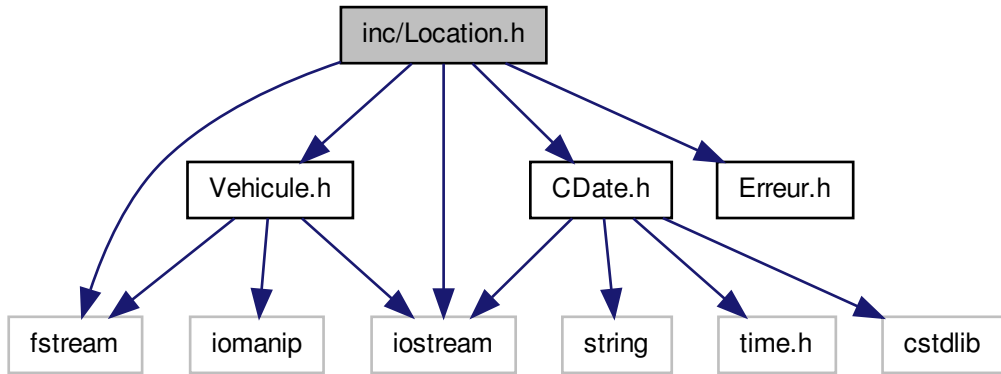 inc/Location.h
Vehicule.h
CDate.h
Erreur.h
fstream
iomanip
iostream
string
time.h
cstdlib